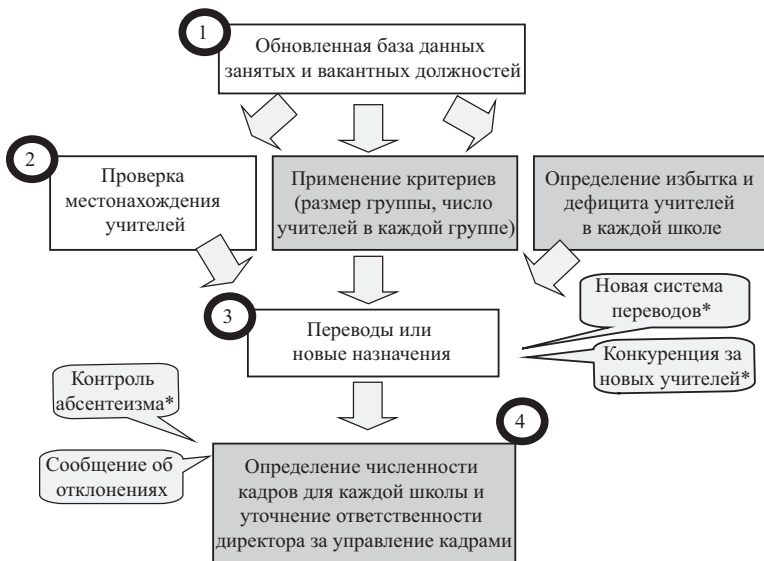 1
Обновленная база данных
занятых и вакантных должностей
2
Проверка
местонахождения
учителей
Применение критериев
(размер группы, число
учителей в каждой группе)
Определение избытка и
дефицита учителей
в каждой школе
3
Переводы или
новые назначения
Новая система
переводов*
Конкуренция за
новых учителей*
Контроль
абсентеизма*
Сообщение об
отклонениях
4
Определение численности
кадров для каждой школы и
уточнение ответственности
директора за управление кадрами